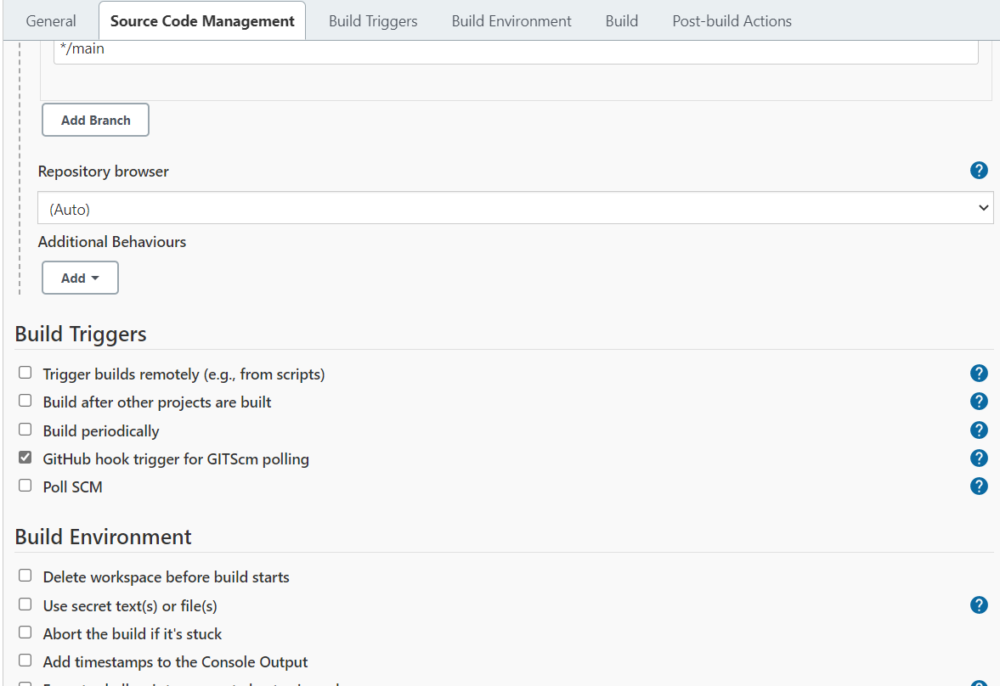 General Source Code Management Build Triggers Build Environment Build Post-build Actions
*/main
Add Branch
Repository browser
(Auto)
Additional Behaviours
Add
Build Triggers
Trigger builds remotely (e.g., from scripts)
Build after other projects are built
Build periodically
GitHub hook trigger for GITScm polling
Poll SCM
Build Environment
Delete workspace before build starts
Use secret text(s) or file(s)
Abort the build if it's stuck
Add timestamps to the Console Output